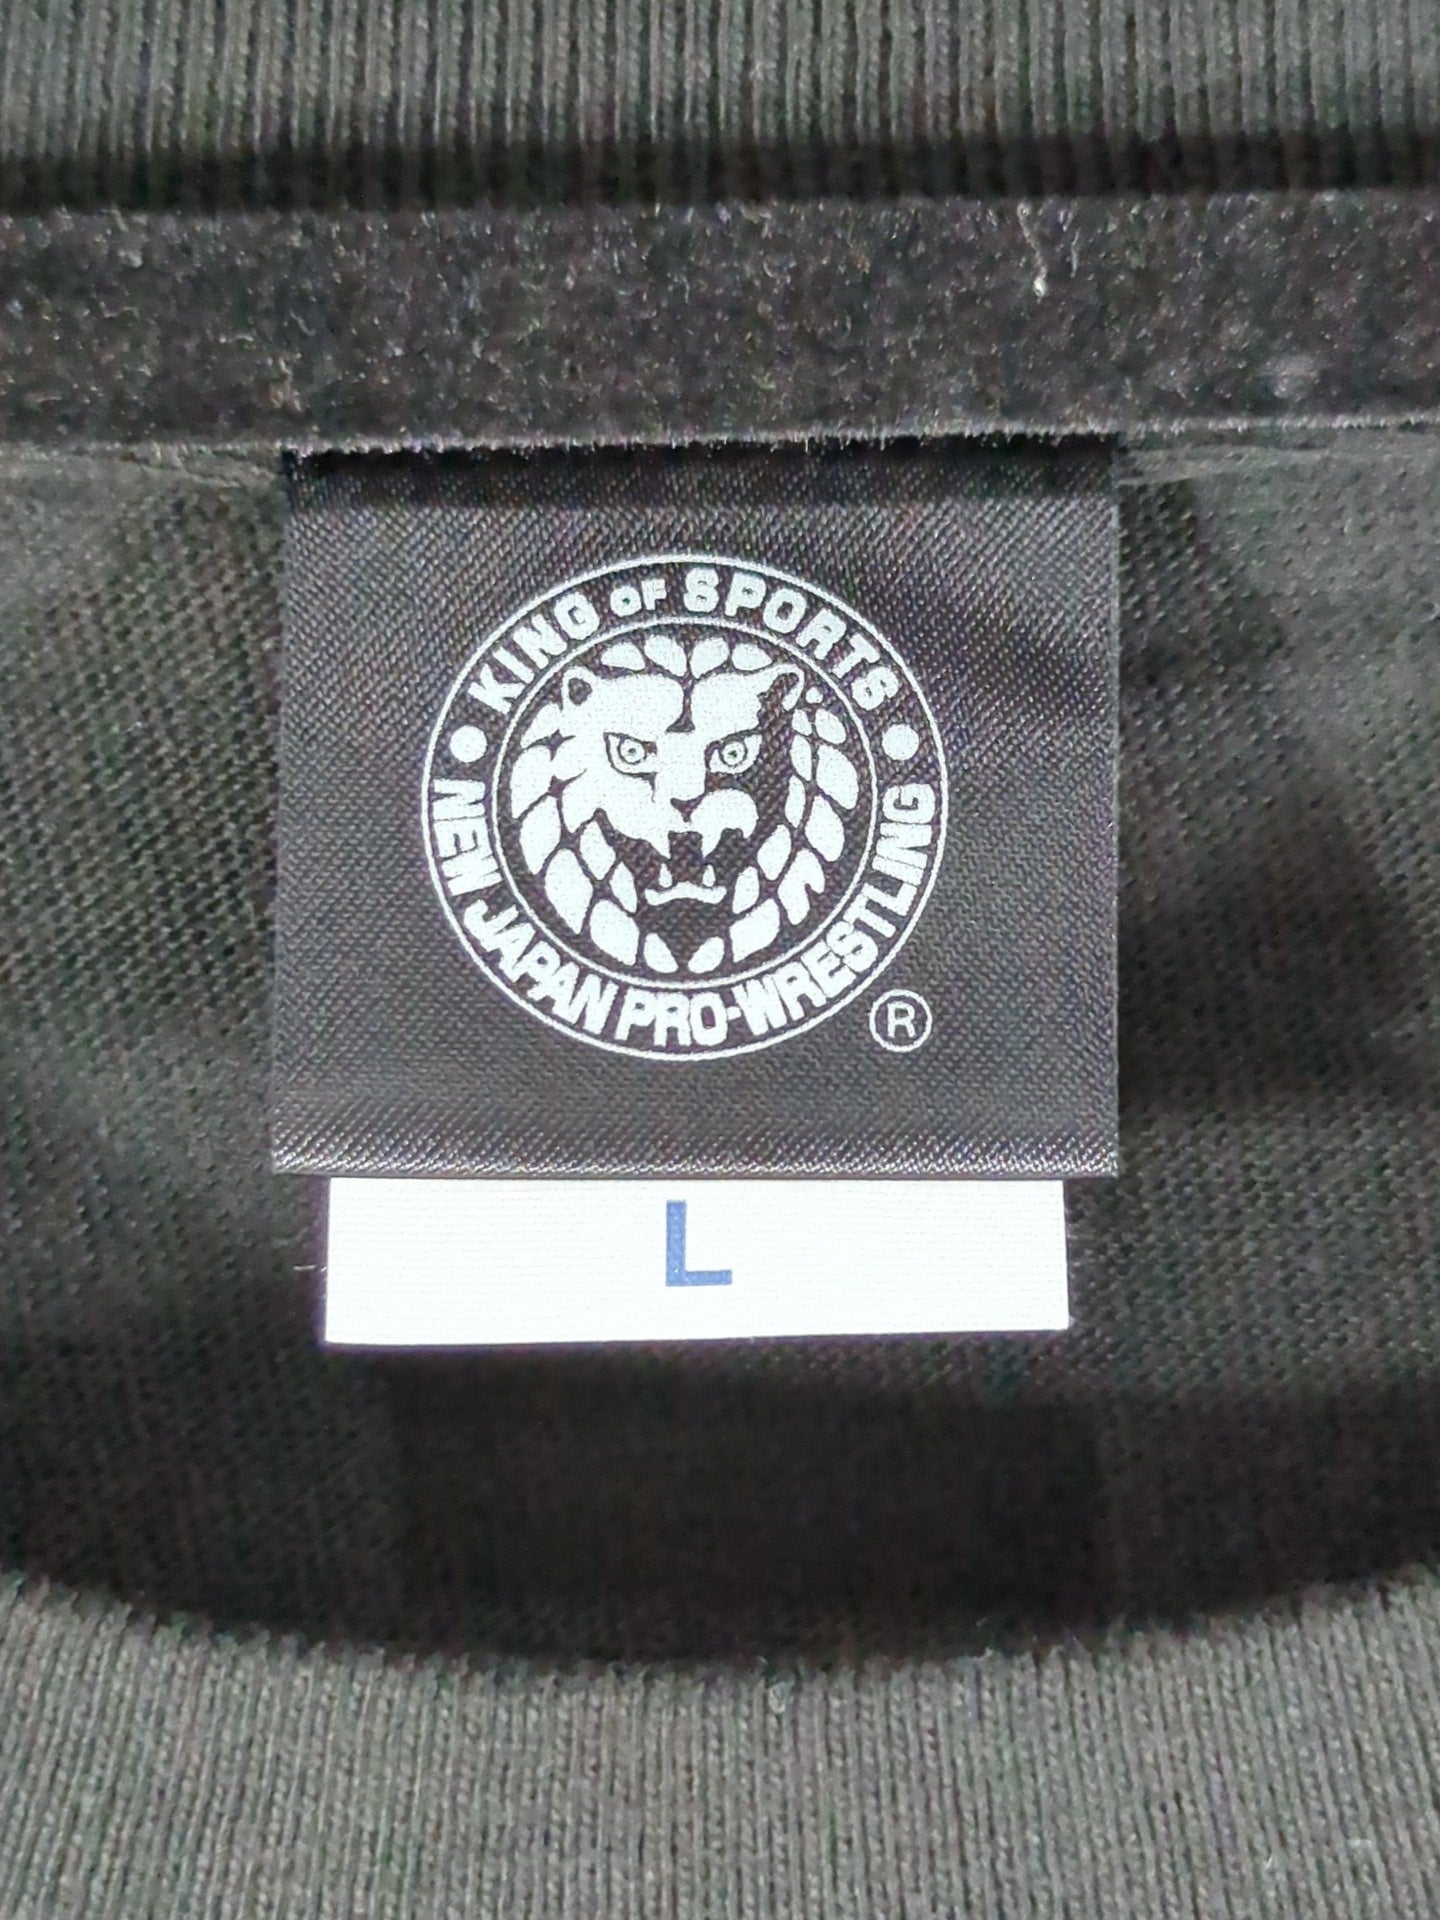 KING OF SPORTS
NEW JAPAN PRO-WRESTLING
®
L